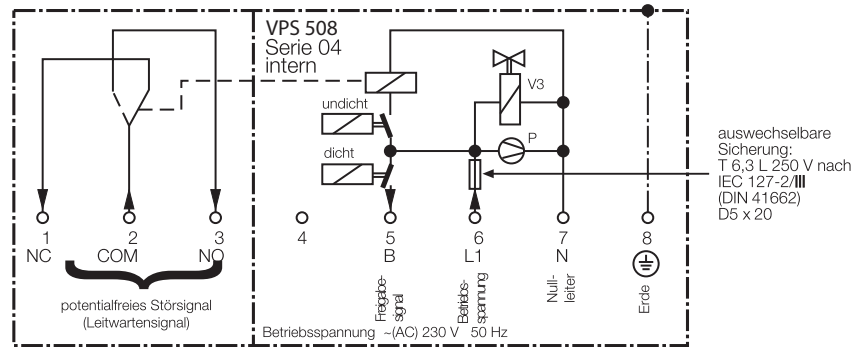 VPS 508
Serie 04
intern
V3
undicht
P
dicht
auswechselbare
Sicherung:
T 6,3 L 250 V nach
IEC 127-2/III
(DIN 41662)
D5 x 20
1 2 3 4 5 6 7 8
NC COM NO B L1 N
Freigabe-
signal
Betriebs-
spannung
Null-
leiter
Erde
potentialfreies Störsignal
(Leitwartensignal)
Betriebsspannung ~(AC) 230 V 50 Hz